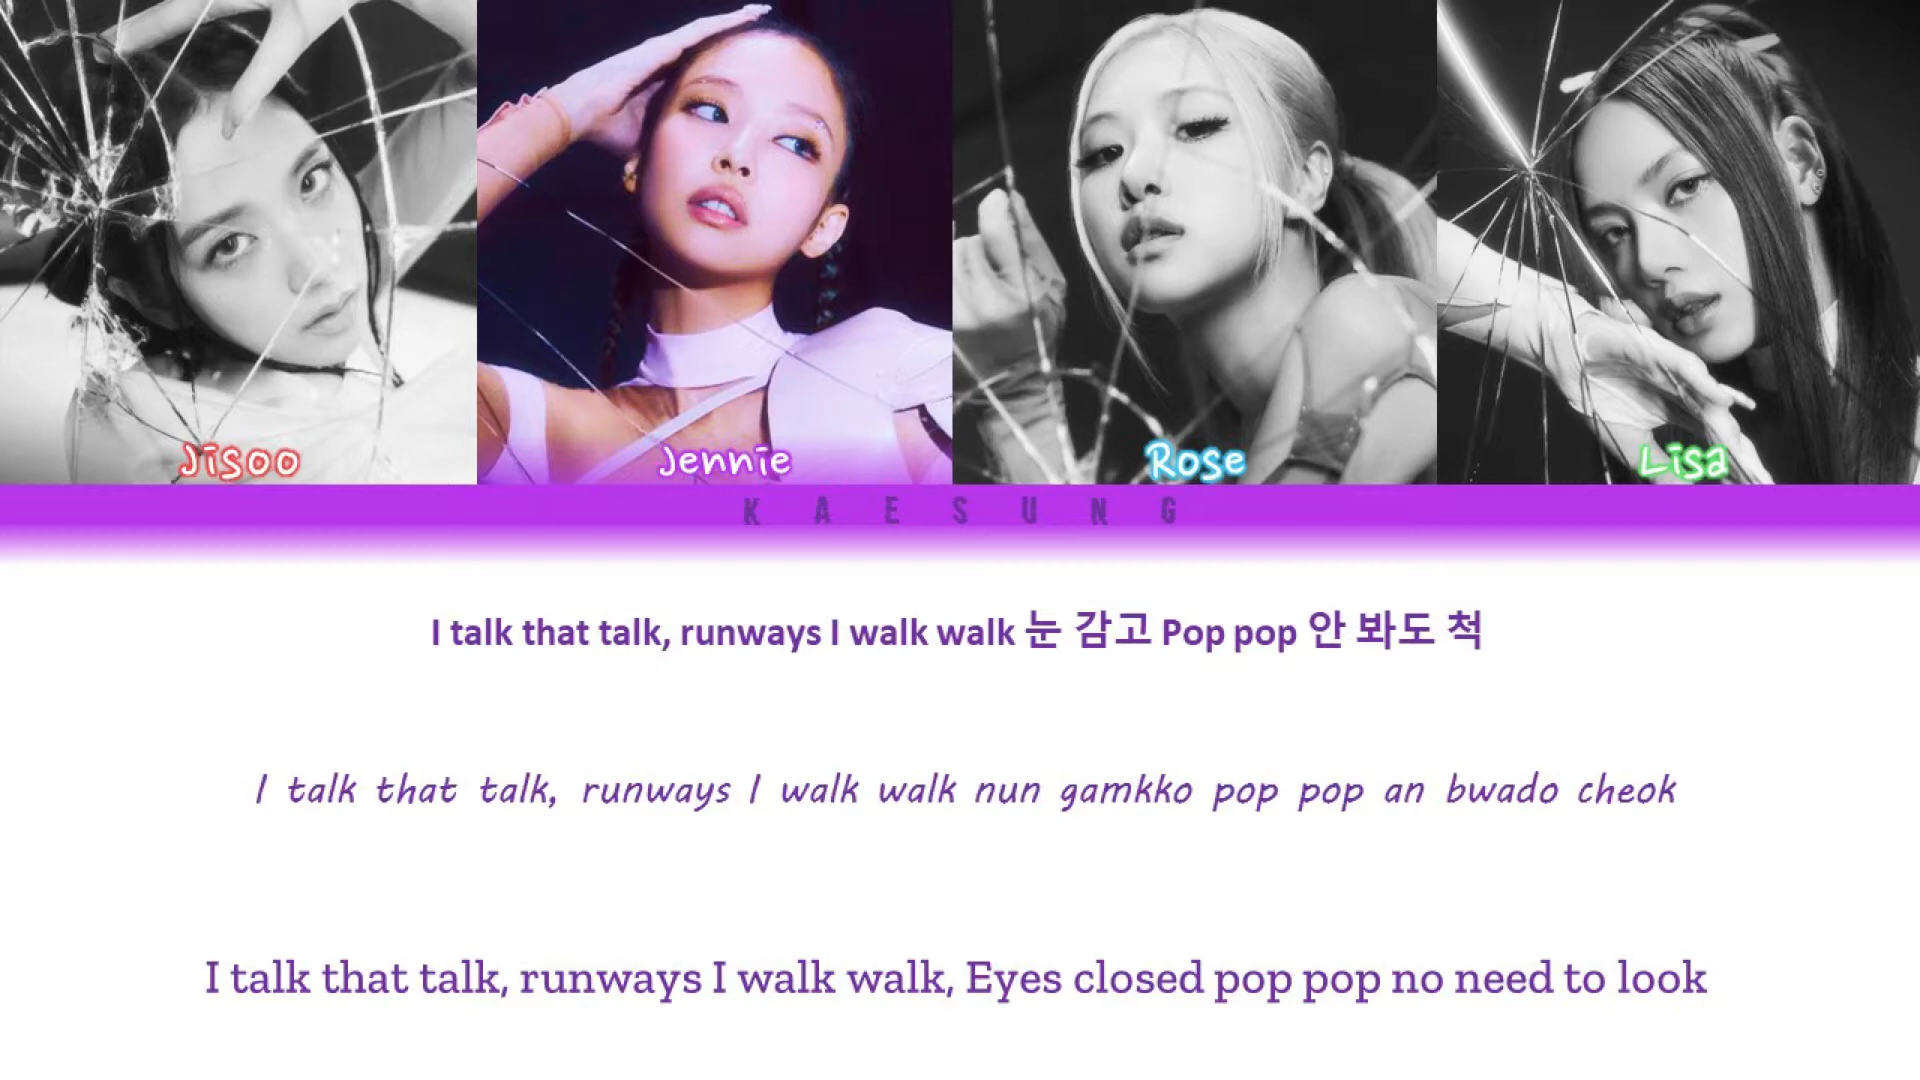 Jisoo
Jennie
Rose
Lisa
KAESUNG
I talk that talk, runways I walk walk 눈 감고 Pop pop 안 봐도 척
I talk that talk, runways I walk walk nun gamkko pop pop an bwado cheok
I talk that talk, runways I walk walk, Eyes closed pop pop no need to look